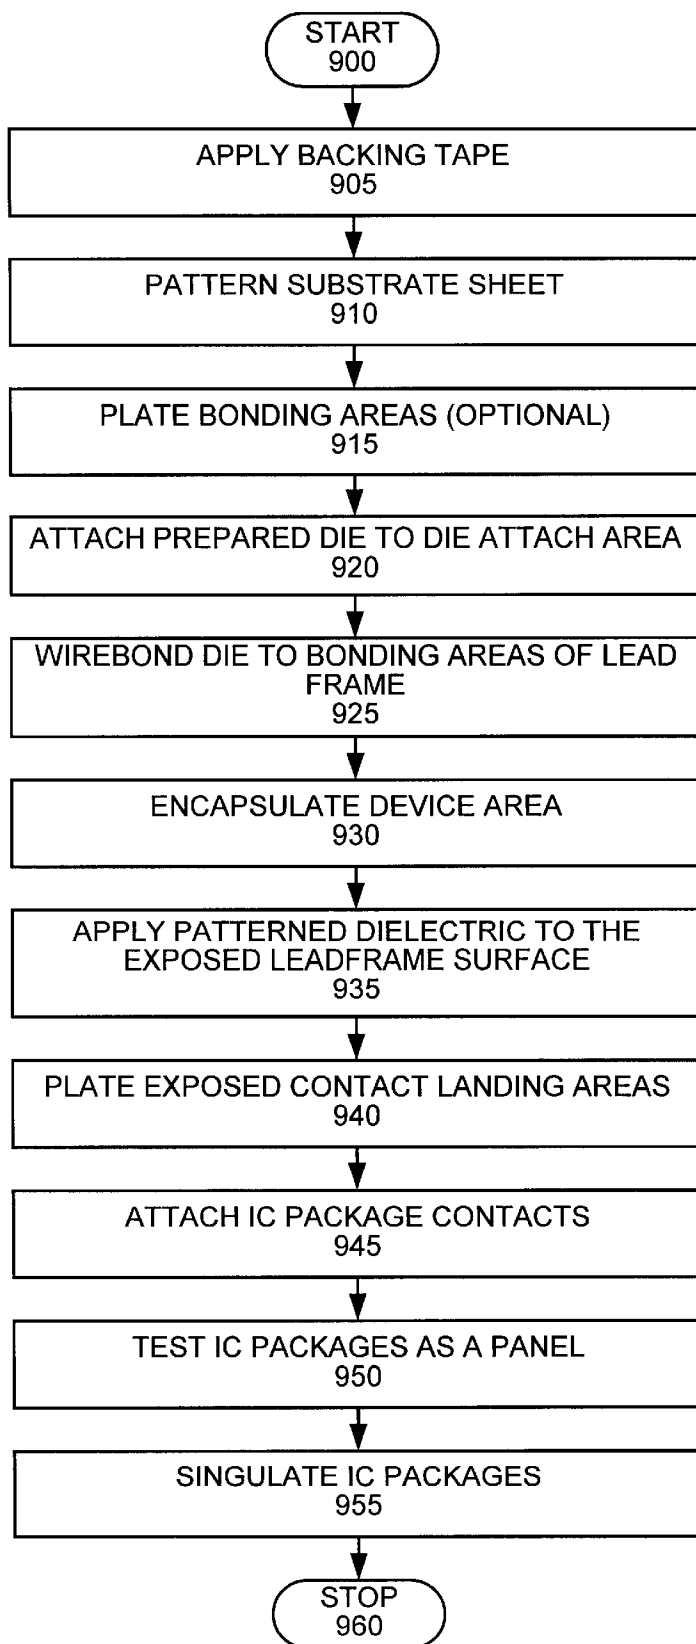 START
900
APPLY BACKING TAPE
905
PATTERN SUBSTRATE SHEET
910
PLATE BONDING AREAS (OPTIONAL)
915
ATTACH PREPARED DIE TO DIE ATTACH AREA
920
WIREBOND DIE TO BONDING AREAS OF LEAD
FRAME
925
ENCAPSULATE DEVICE AREA
930
APPLY PATTERNED DIELECTRIC TO THE
EXPOSED LEADFRAME SURFACE
935
PLATE EXPOSED CONTACT LANDING AREAS
940
ATTACH IC PACKAGE CONTACTS
945
TEST IC PACKAGES AS A PANEL
950
SINGULATE IC PACKAGES
955
STOP
960